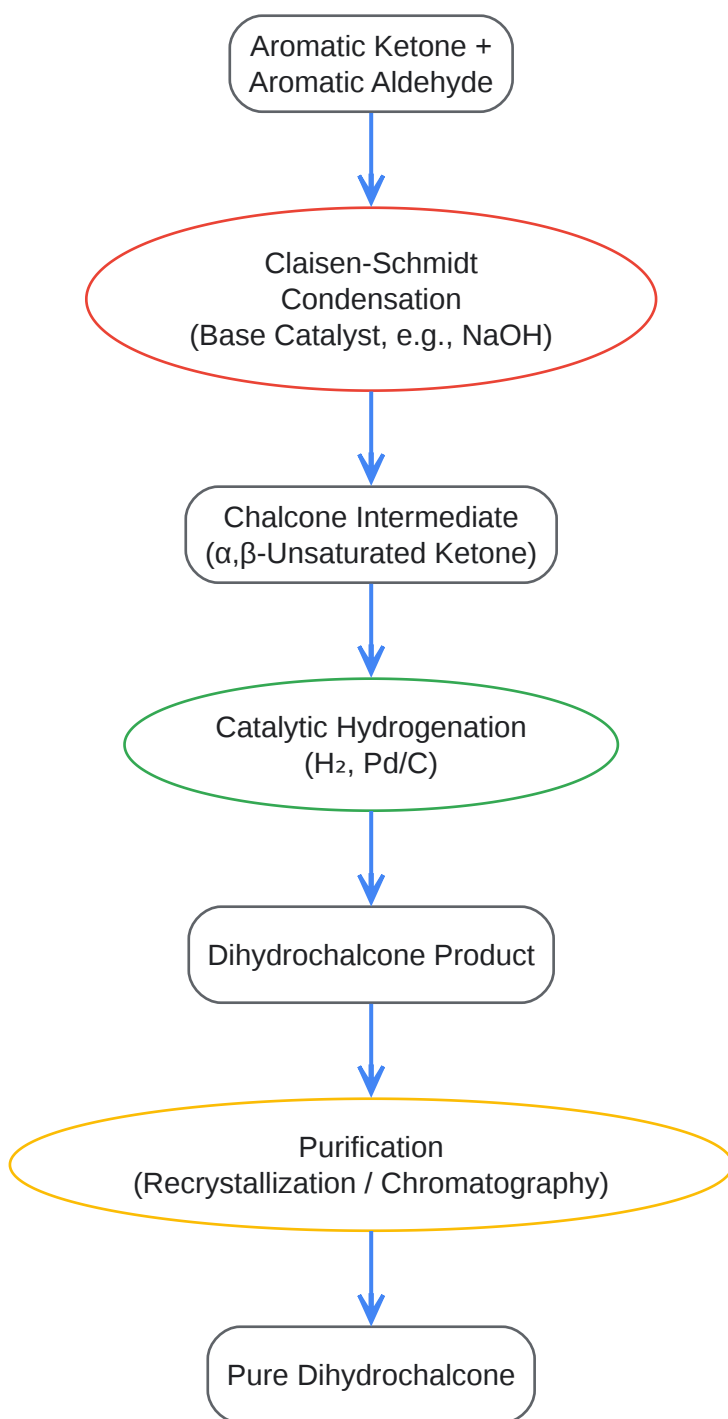 Aromatic Ketone +
Aromatic Aldehyde
Claisen-Schmidt
Condensation
(Base Catalyst, e.g., NaOH)
Chalcone Intermediate
(α,β-Unsaturated Ketone)
Catalytic Hydrogenation
(H₂, Pd/C)
Dihydrochalcone Product
Purification
(Recrystallization / Chromatography)
Pure Dihydrochalcone